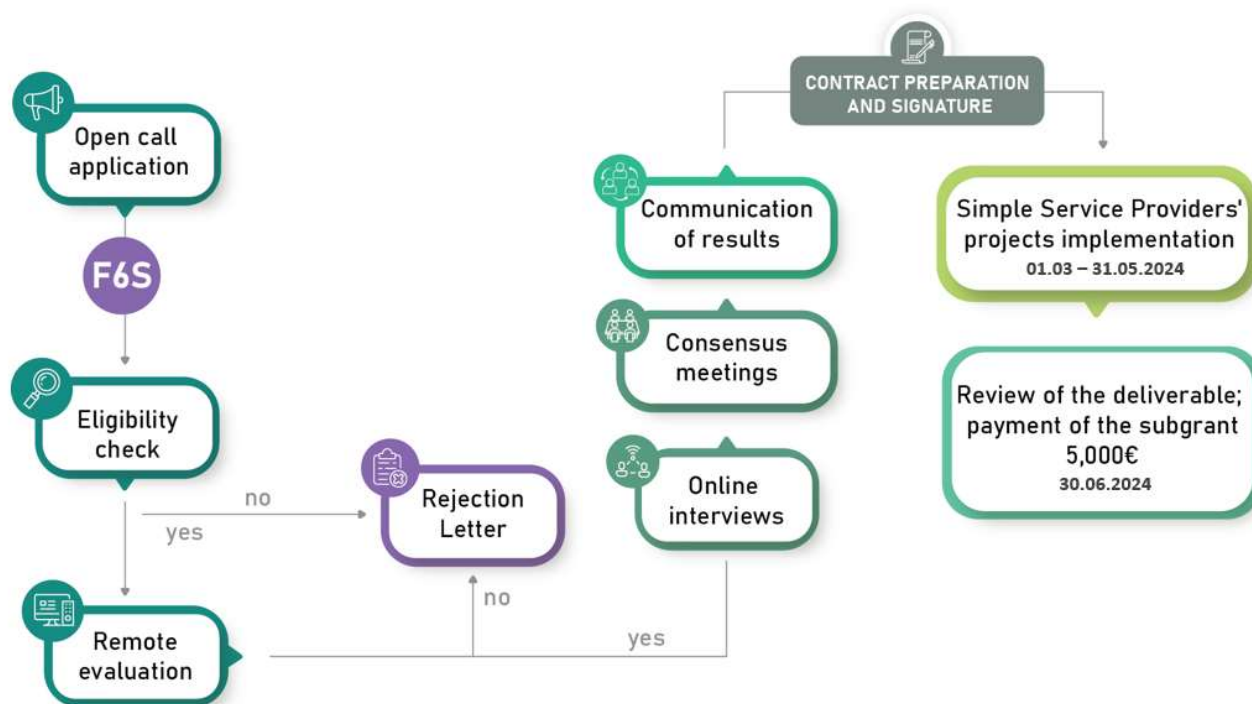 Open call
application
F6S
Eligibility
check
no
yes
Remote
evaluation
Rejection
Letter
no
yes
Online
interviews
Consensus
meetings
Communication
of results
CONTRACT PREPARATION
AND SIGNATURE
Simple Service Providers'
projects implementation
01.03 – 31.05.2024
Review of the deliverable;
payment of the subgrant
5,000€
30.06.2024